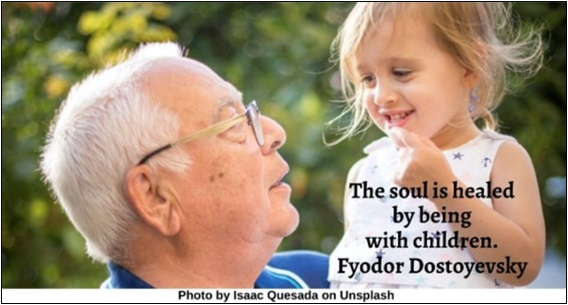 The soul is healed
by being
with children.
Fyodor Dostoyevsky
Photo by Isaac Quesada on Unsplash